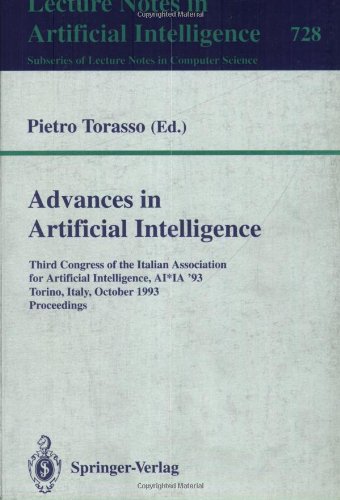 Lecture Notes in
Artificial Intelligence 728
Subseries of Lecture Notes in Computer Science
Pietro Torasso (Ed.)
Advances in
Artificial Intelligence
Third Congress of the Italian Association
for Artificial Intelligence, AI*IA '93
Torino, Italy, October 1993
Proceedings
Springer-Verlag
Copyrighted Material